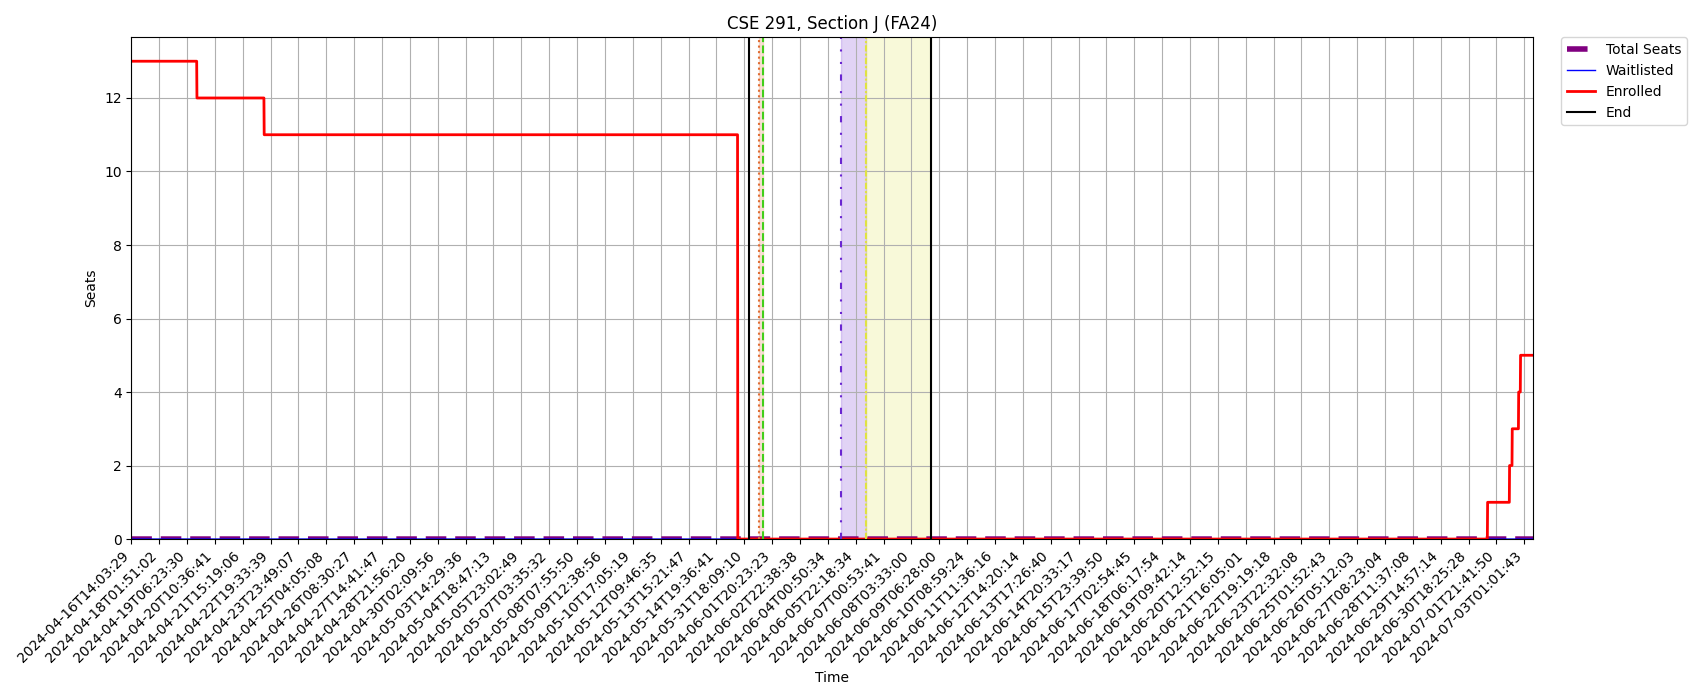 CSE 291, Section J (FA24)
Total Seats
Waitlisted
Enrolled
End
Seats
12
10
8
6
4
2
0
2024-04-16T14:03:29
2024-04-18T01:51:02
2024-04-19T06:23:30
2024-04-20T10:36:41
2024-04-21T15:19:06
2024-04-22T19:33:39
2024-04-23T23:49:07
2024-04-25T04:05:08
2024-04-26T08:30:27
2024-04-27T14:41:47
2024-04-28T21:56:20
2024-04-30T02:09:56
2024-05-03T14:29:36
2024-05-04T18:47:13
2024-05-05T23:02:49
2024-05-07T03:35:32
2024-05-08T07:55:50
2024-05-09T12:38:56
2024-05-10T17:05:19
2024-05-12T09:46:35
2024-05-13T15:21:47
2024-05-14T19:36:41
2024-05-31T18:09:10
2024-06-01T20:23:23
2024-06-02T22:38:38
2024-06-04T00:50:34
2024-06-05T22:18:34
2024-06-07T00:53:41
2024-06-08T03:33:00
2024-06-09T06:28:00
2024-06-10T08:59:24
2024-06-11T11:36:16
2024-06-12T14:20:14
2024-06-13T17:26:40
2024-06-14T20:33:17
2024-06-15T23:39:50
2024-06-17T02:54:45
2024-06-18T06:17:54
2024-06-19T09:42:14
2024-06-20T12:52:15
2024-06-21T16:05:01
2024-06-22T19:19:18
2024-06-23T22:32:08
2024-06-25T01:52:43
2024-06-26T05:12:03
2024-06-27T08:23:04
2024-06-28T11:37:08
2024-06-29T14:57:14
2024-06-30T18:25:28
2024-07-01T21:41:50
2024-07-03T01:01:43
Time